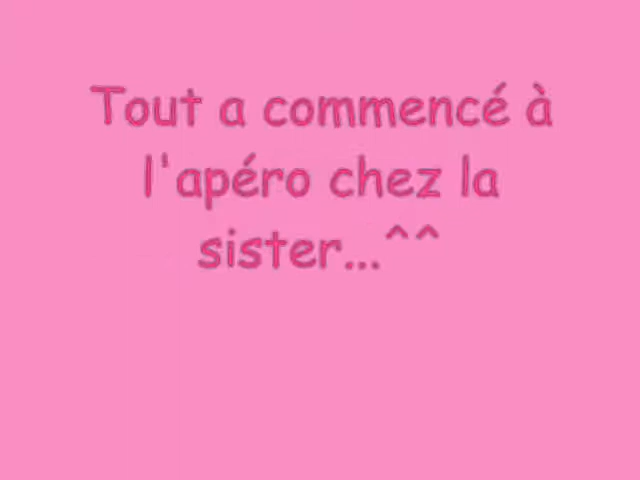 Tout a commencé à
l'apéro chez la
sister...^^